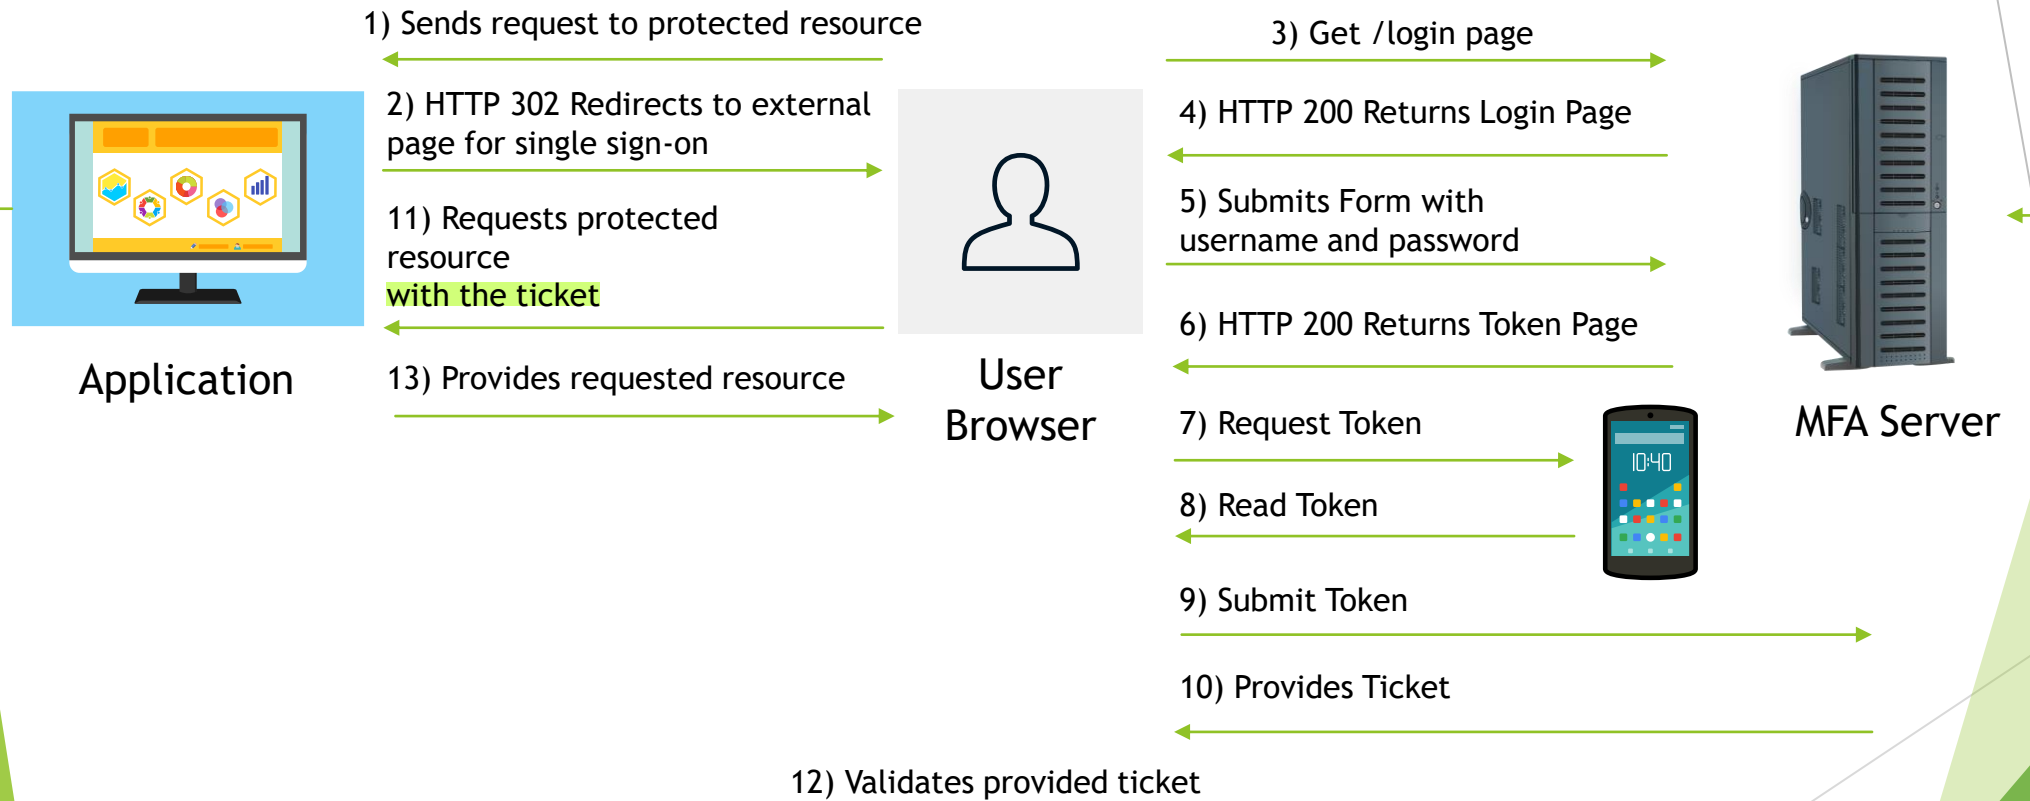 1) Sends request to protected resource
2) HTTP 302 Redirects to external
page for single sign-on
11) Requests protected
resource
with the ticket
13) Provides requested resource
Application
User
Browser
3) Get /login page
4) HTTP 200 Returns Login Page
5) Submits Form with
username and password
6) HTTP 200 Returns Token Page
7) Request Token
8) Read Token
9) Submit Token
10) Provides Ticket
10:40
MFA Server
12) Validates provided ticket